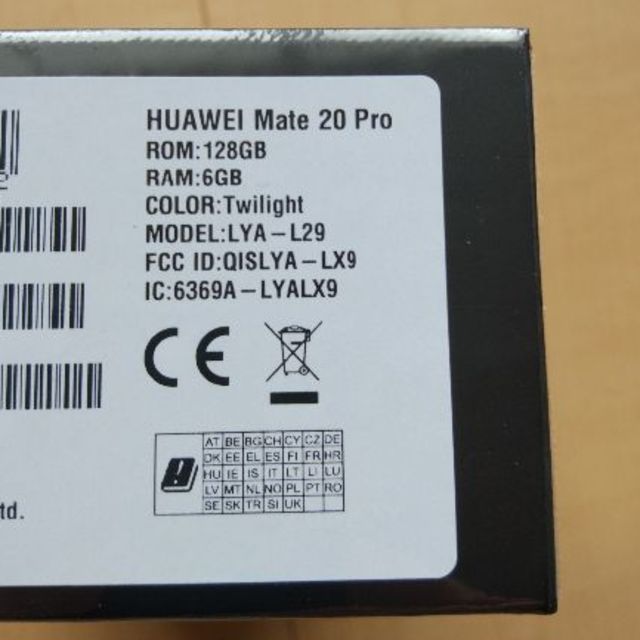 HUAWEI Mate 20 Pro
ROM:128GB
RAM:6GB
COLOR:Twilight
MODEL:LYA-L29
FCC ID:QISLYA-LX9
IC:6369A-LYALX9
CE
AT BE BG CH CY CZ DE
DK EE EL ES FI FR HR
HU IE IS IT LT LI LU
LV MT NL NO PL PT RO
SE SK TR SI UK
td.